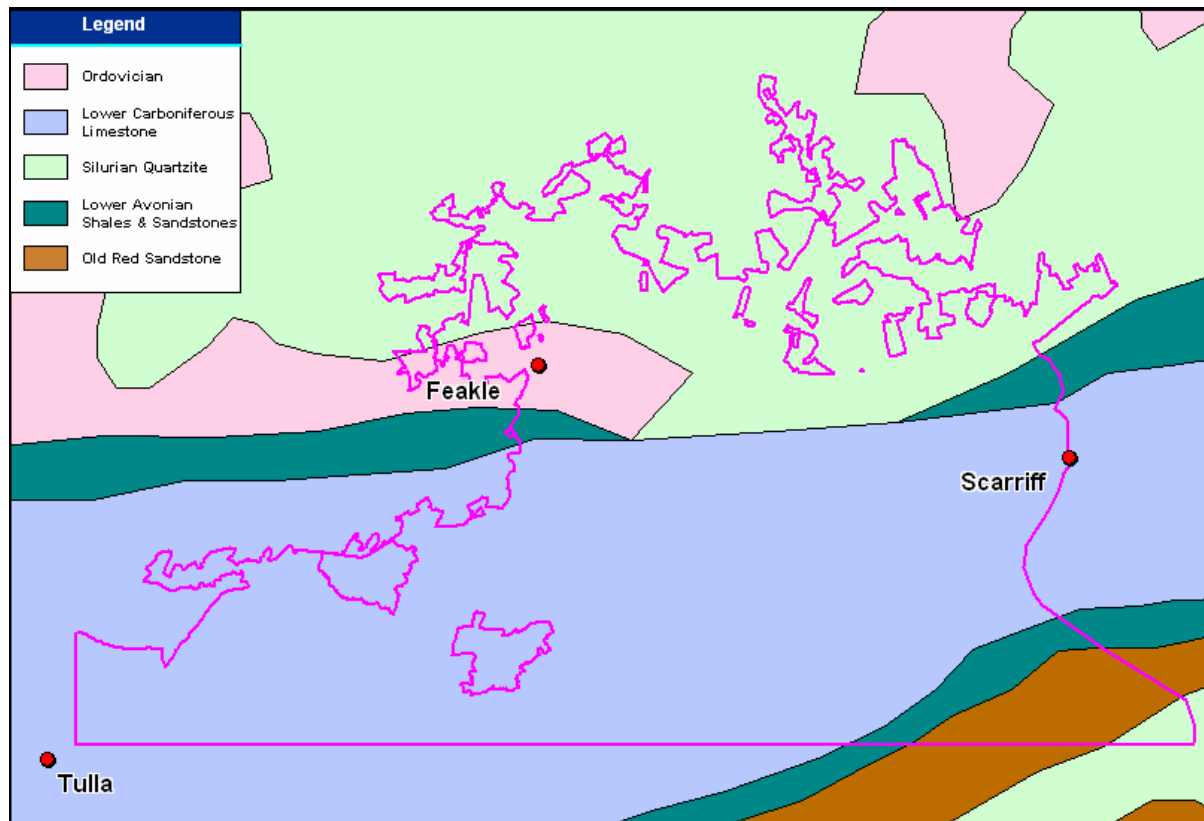 Legend
Ordovician
Lower Carboniferous
Limestone
Silurian Quartzite
Lower Avonian
Shales & Sandstones
Old Red Sandstone
Feakle
Scarriff
Tulla